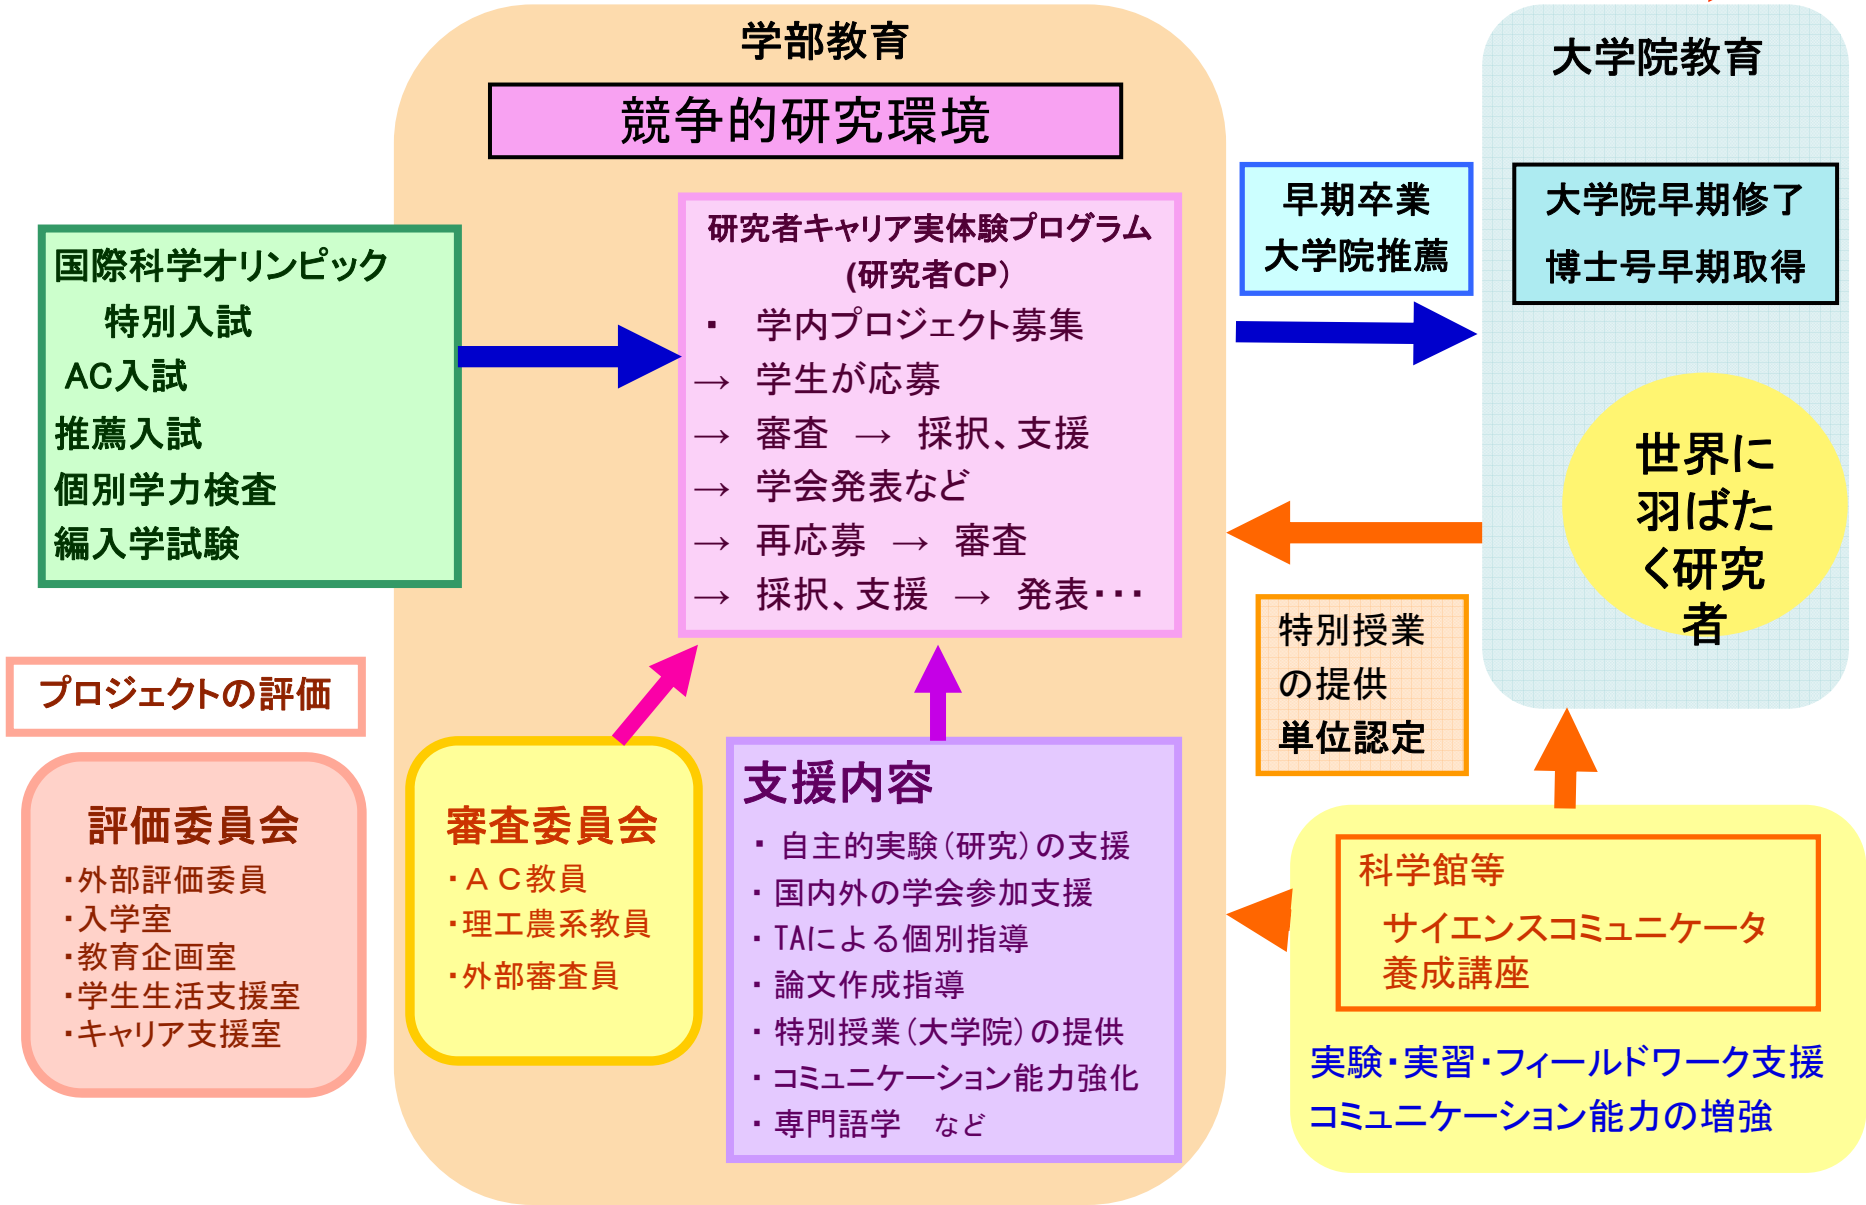 学部教育
競争的研究環境
国際科学オリンピック
特別入試
AC入試
推薦入試
個別学力検査
編入学試験
研究者キャリア実体験プログラム
(研究者CP)
・ 学内プロジェクト募集
→ 学生が応募
→ 審査 → 採択、支援
→ 学会発表など
→ 再応募 → 審査
→ 採択、支援 → 発表・・・
早期卒業
大学院推薦
大学院教育
大学院早期修了
博士号早期取得
世界に
羽ばた
く研究
者
特別授業
の提供
単位認定
プロジェクトの評価
評価委員会
・外部評価委員
・入学室
・教育企画室
・学生生活支援室
・キャリア支援室
審査委員会
・ＡＣ教員
・理工農系教員
・外部審査員
支援内容
・自主的実験(研究)の支援
・国内外の学会参加支援
・TAによる個別指導
・論文作成指導
・特別授業(大学院)の提供
・コミュニケーション能力強化
・専門語学 など
科学館等
サイエンスコミュニケータ
養成講座
実験・実習・フィールドワーク支援
コミュニケーション能力の増強